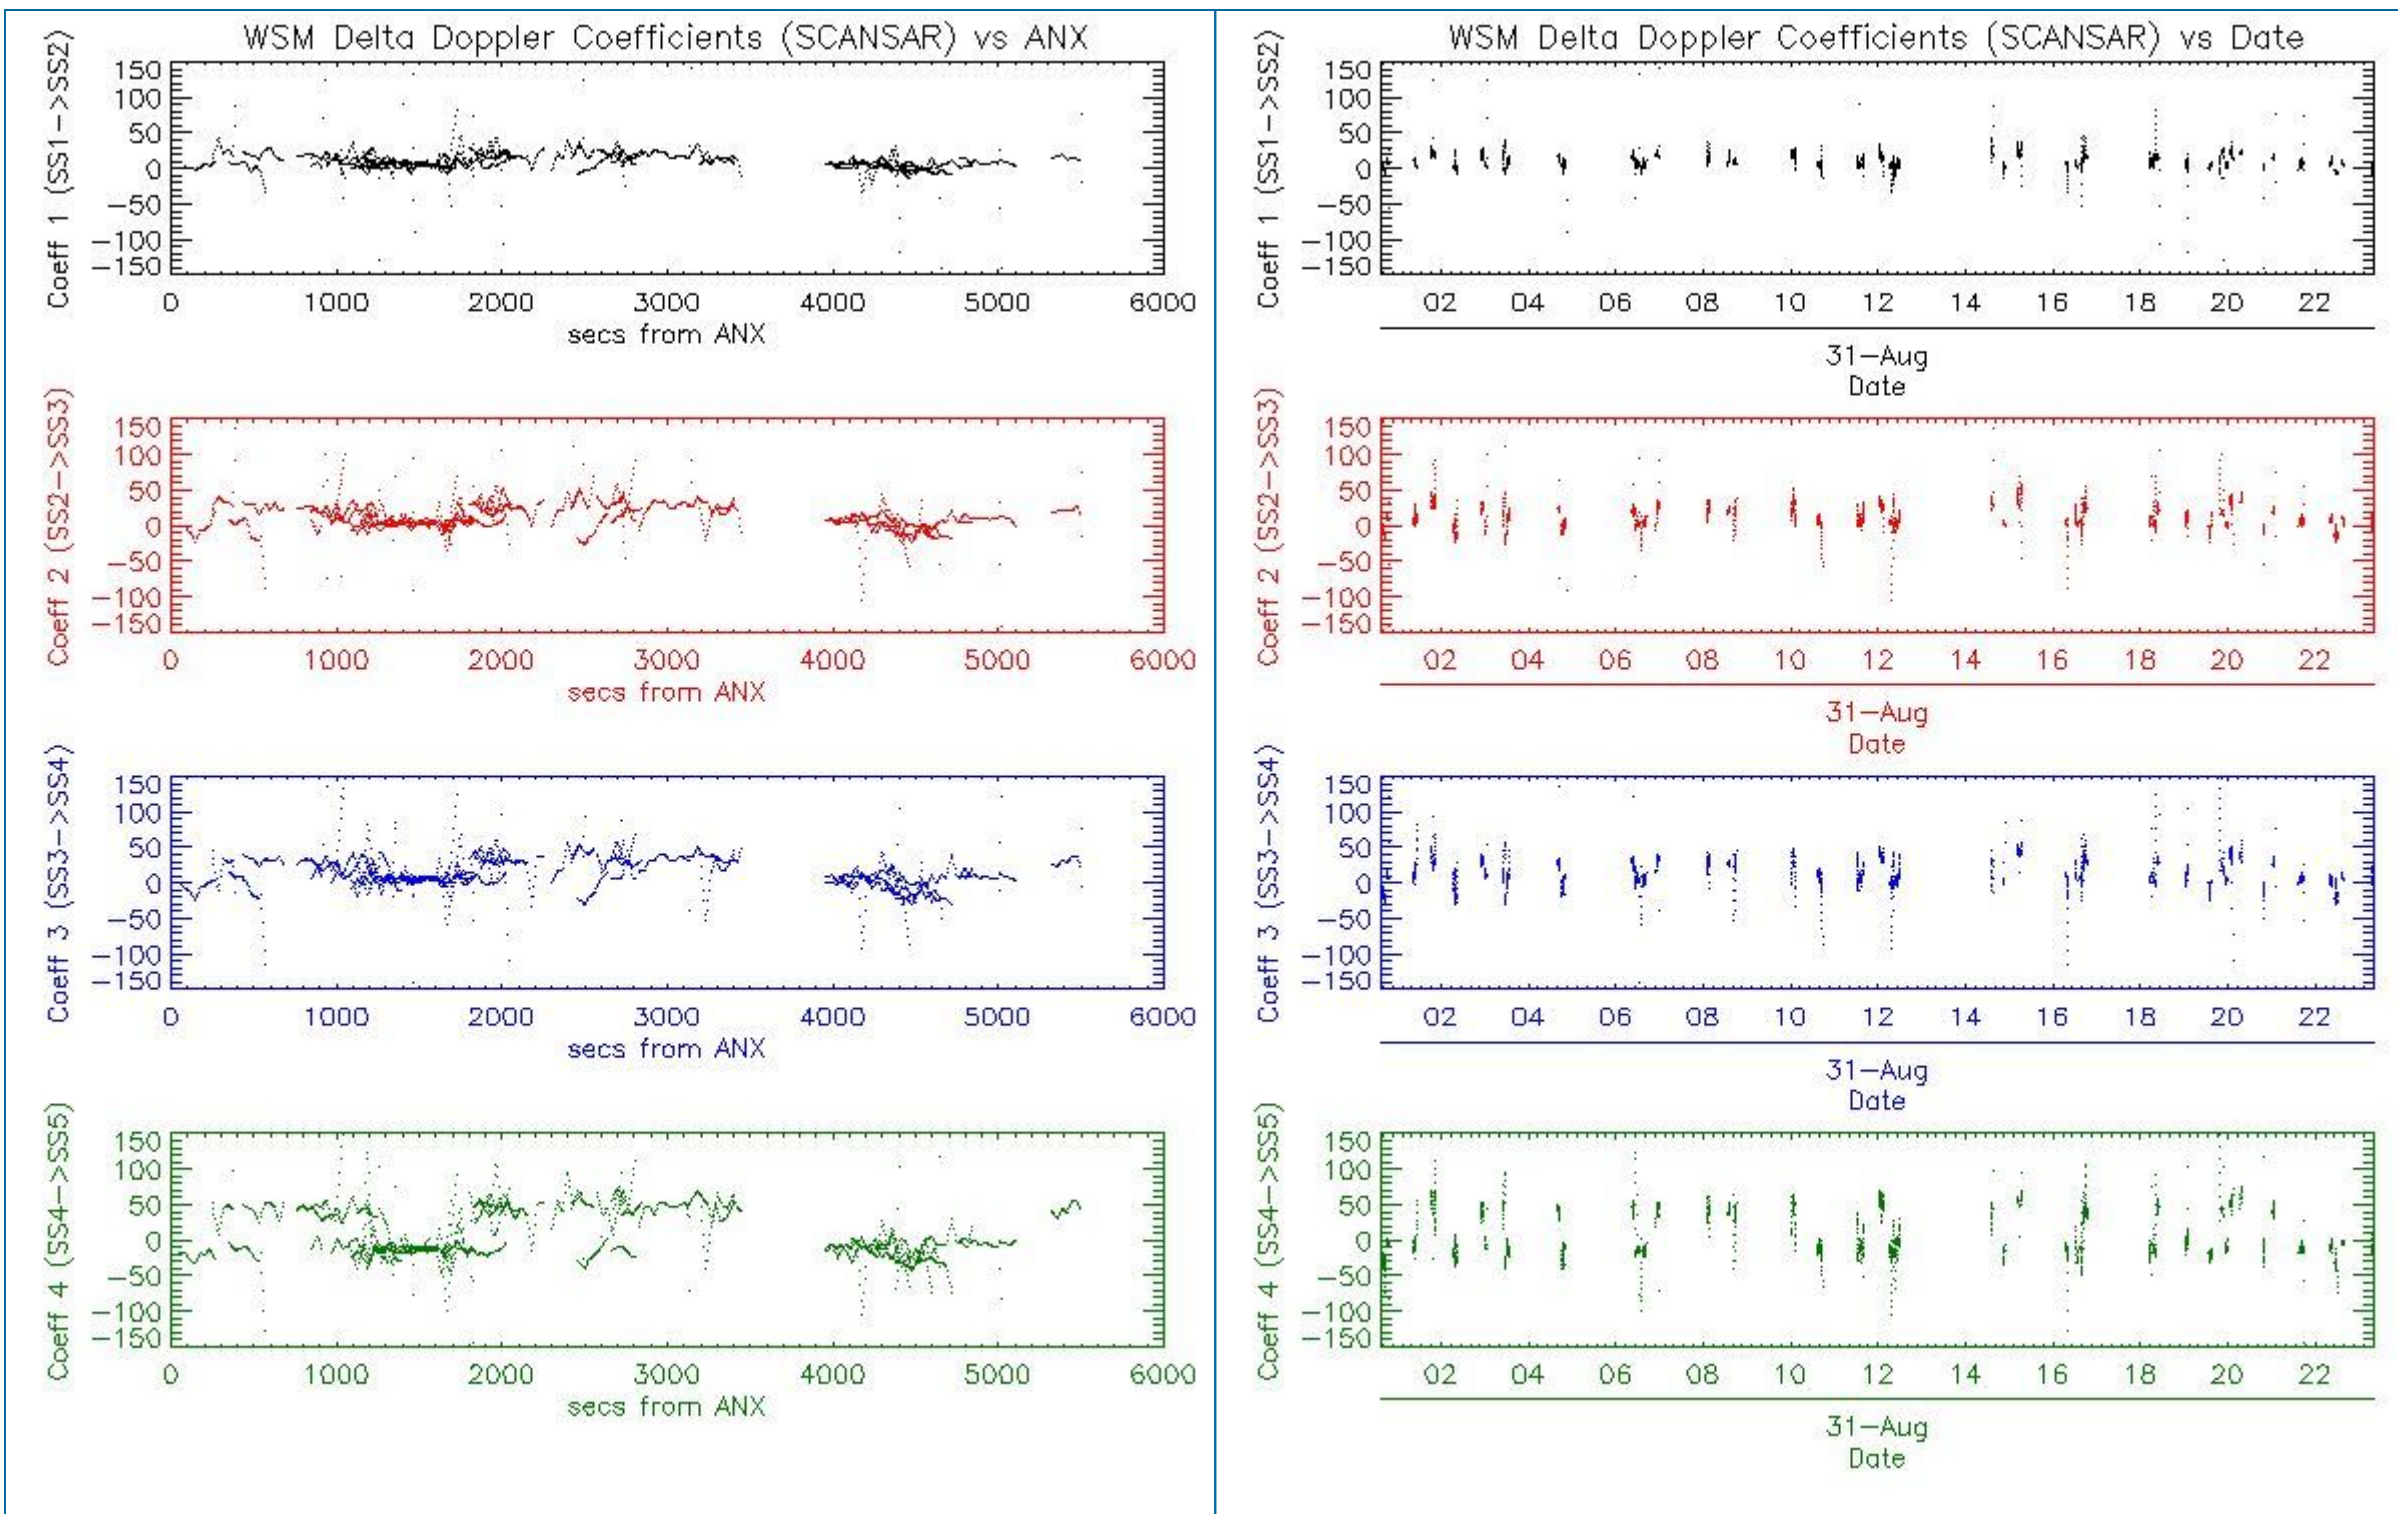 WSM Delta Doppler Coefficients (SCANSAR) vs ANX
Coeff 1 (SS1->SS2)
150
100
50
0
-50
-100
-150
0 1000 2000 3000 4000 5000 6000
secs from ANX
Coeff 2 (SS2->SS3)
150
100
50
0
-50
-100
-150
0 1000 2000 3000 4000 5000 6000
secs from ANX
Coeff 3 (SS3->SS4)
150
100
50
0
-50
-100
-150
0 1000 2000 3000 4000 5000 6000
secs from ANX
Coeff 4 (SS4->SS5)
150
100
50
0
-50
-100
-150
0 1000 2000 3000 4000 5000 6000
secs from ANX
WSM Delta Doppler Coefficients (SCANSAR) vs Date
Coeff 1 (SS1->SS2)
150
100
50
0
-50
-100
-150
02 04 06 08 10 12 14 16 18 20 22
31-Aug
Date
Coeff 2 (SS2->SS3)
150
100
50
0
-50
-100
-150
02 04 06 08 10 12 14 16 18 20 22
31-Aug
Date
Coeff 3 (SS3->SS4)
150
100
50
0
-50
-100
-150
02 04 06 08 10 12 14 16 18 20 22
31-Aug
Date
Coeff 4 (SS4->SS5)
150
100
50
0
-50
-100
-150
02 04 06 08 10 12 14 16 18 20 22
31-Aug
Date